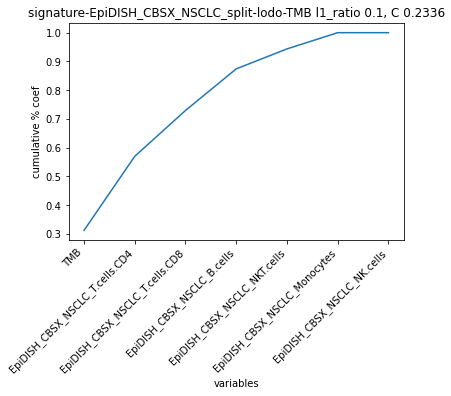 signature-EpiDISH_CBSX_NSCLC_split-lodo-TMB l1_ratio 0.1, C 0.2336
1.0
0.9
0.8
0.7
0.6
0.5
0.4
0.3
cumulative % coef
TMB
EpiDISH_CBSX_NSCLC_T.cells.CD4
EpiDISH_CBSX_NSCLC_T.cells.CD8
EpiDISH_CBSX_NSCLC_B.cells
EpiDISH_CBSX_NSCLC_NKT.cells
EpiDISH_CBSX_NSCLC_Monocytes
EpiDISH_CBSX_NSCLC_NK.cells
variables